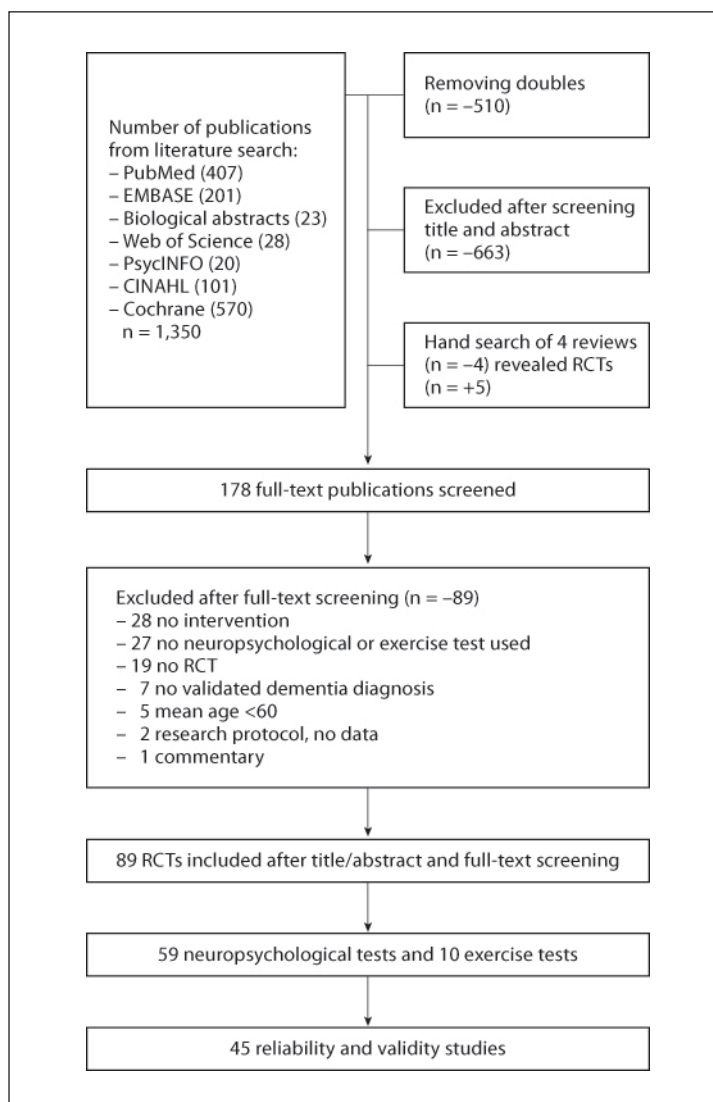 Number of publications
from literature search:
– PubMed (407)
– EMBASE (201)
– Biological abstracts (23)
– Web of Science (28)
– PsycINFO (20)
– CINAHL (101)
– Cochrane (570)
n = 1,350
Removing doubles
(n = –510)
Excluded after screening
title and abstract
(n = –663)
Hand search of 4 reviews
(n = –4) revealed RCTs
(n = +5)
178 full-text publications screened
Excluded after full-text screening (n = –89)
– 28 no intervention
– 27 no neuropsychological or exercise test used
– 19 no RCT
– 7 no validated dementia diagnosis
– 5 mean age <60
– 2 research protocol, no data
– 1 commentary
89 RCTs included after title/abstract and full-text screening
59 neuropsychological tests and 10 exercise tests
45 reliability and validity studies